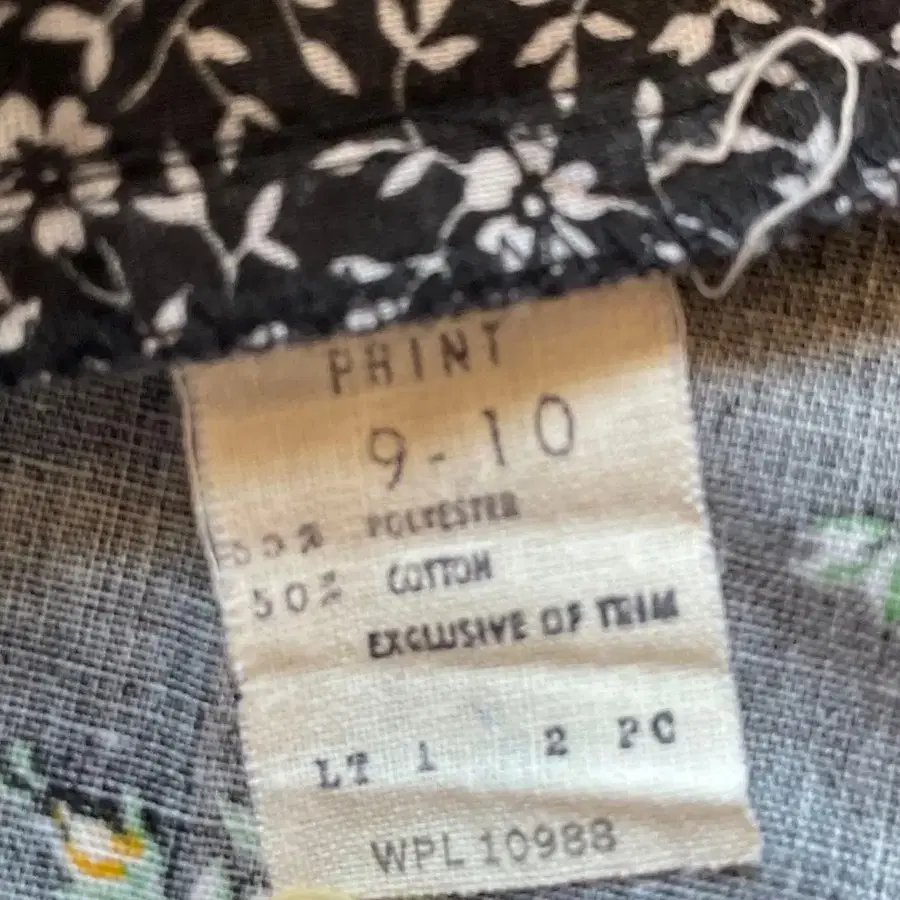 PRINT
9-10
50% POLYESTER
50% COTTON
EXCLUSIVE OF TRIM
LT 1 2 PC
WPL 10988